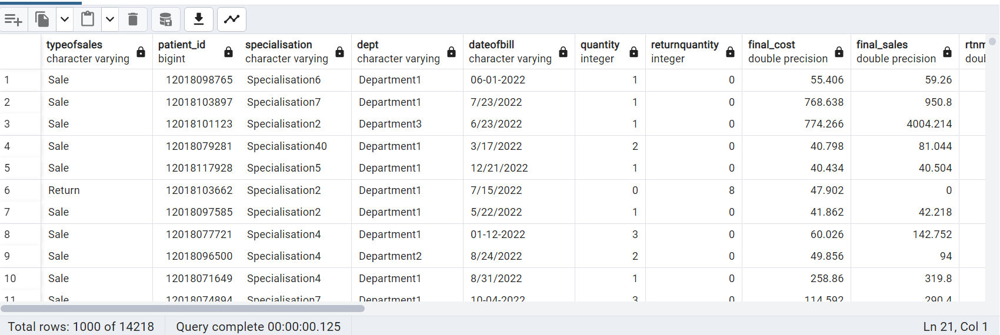 typeofsales patient_id specialisation dept dateofbill quantity returnquantity final_cost final_sales rtnm
character varying bigint character varying character varying character varying integer integer double precision double precision doul
1 Sale 12018098765 Specialisation6 Department1 06-01-2022 1 0 55.406 59.26
2 Sale 12018103897 Specialisation7 Department1 7/23/2022 1 0 768.638 950.8
3 Sale 12018101123 Specialisation2 Department3 6/23/2022 1 0 774.266 4004.214
4 Sale 12018079281 Specialisation40 Department1 3/17/2022 2 0 40.798 81.044
5 Sale 12018117928 Specialisation5 Department1 12/21/2022 1 0 40.434 40.504
6 Return 12018103662 Specialisation2 Department1 7/15/2022 0 8 47.902 0
7 Sale 12018097585 Specialisation2 Department1 5/22/2022 1 0 41.862 42.218
8 Sale 12018077721 Specialisation4 Department1 01-12-2022 3 0 60.026 142.752
9 Sale 12018096500 Specialisation4 Department2 8/24/2022 2 0 49.856 94
10 Sale 12018071649 Specialisation4 Department1 8/31/2022 1 0 258.86 319.8
11 Sale 12018074894 Specialisation7 Department1 10-04-2022 3 0 114.592 290.4
Total rows: 1000 of 14218 Query complete 00:00:00.125 Ln 21, Col 1